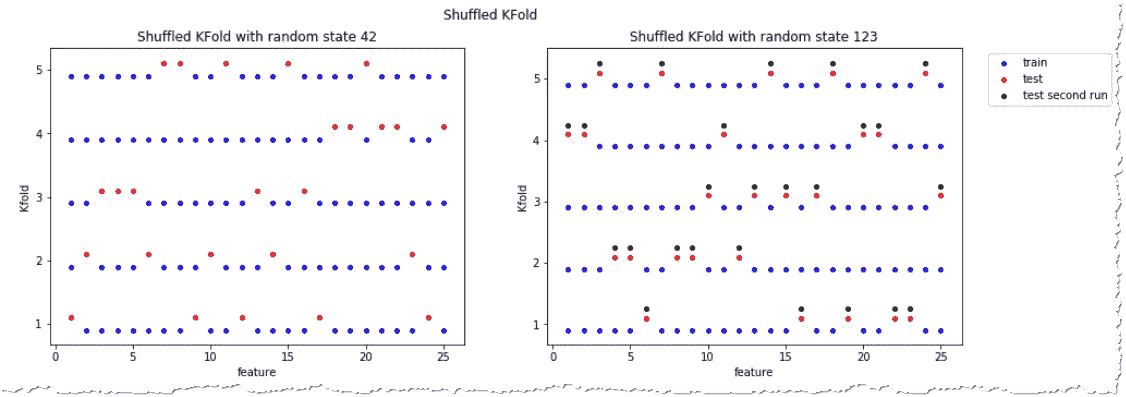 Shuffled KFold
Shuffled KFold with random state 42
5
4
3
2
1
Kfold
0 5 10 15 20 25
feature
Shuffled KFold with random state 123
5
4
3
2
1
Kfold
0 5 10 15 20 25
feature
train
test
test second run